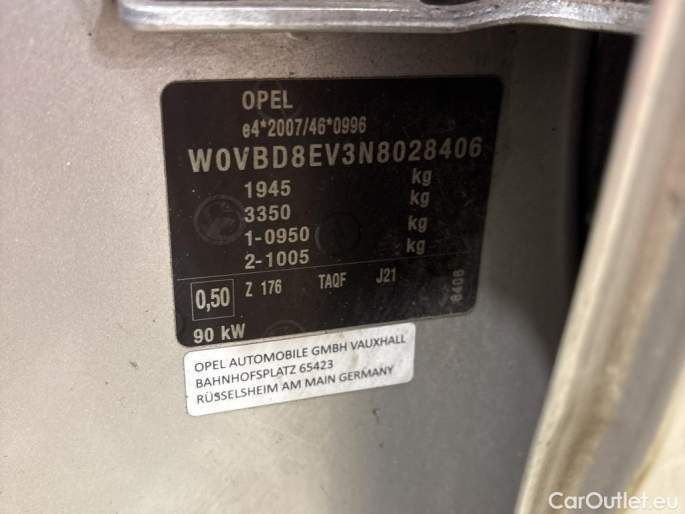 OPEL
e4*2007/46*0996
W0VBD8EV3N8028406
1945 kg
3350 kg
1-0950 kg
2-1005 kg
0,50 Z 176 TAQF J21
8406
90 kW
OPEL AUTOMOBILE GMBH VAUXHALL
BAHNHOFSPLATZ 65423
RÜSSELSHEIM AM MAIN GERMANY
CarOutlet.eu